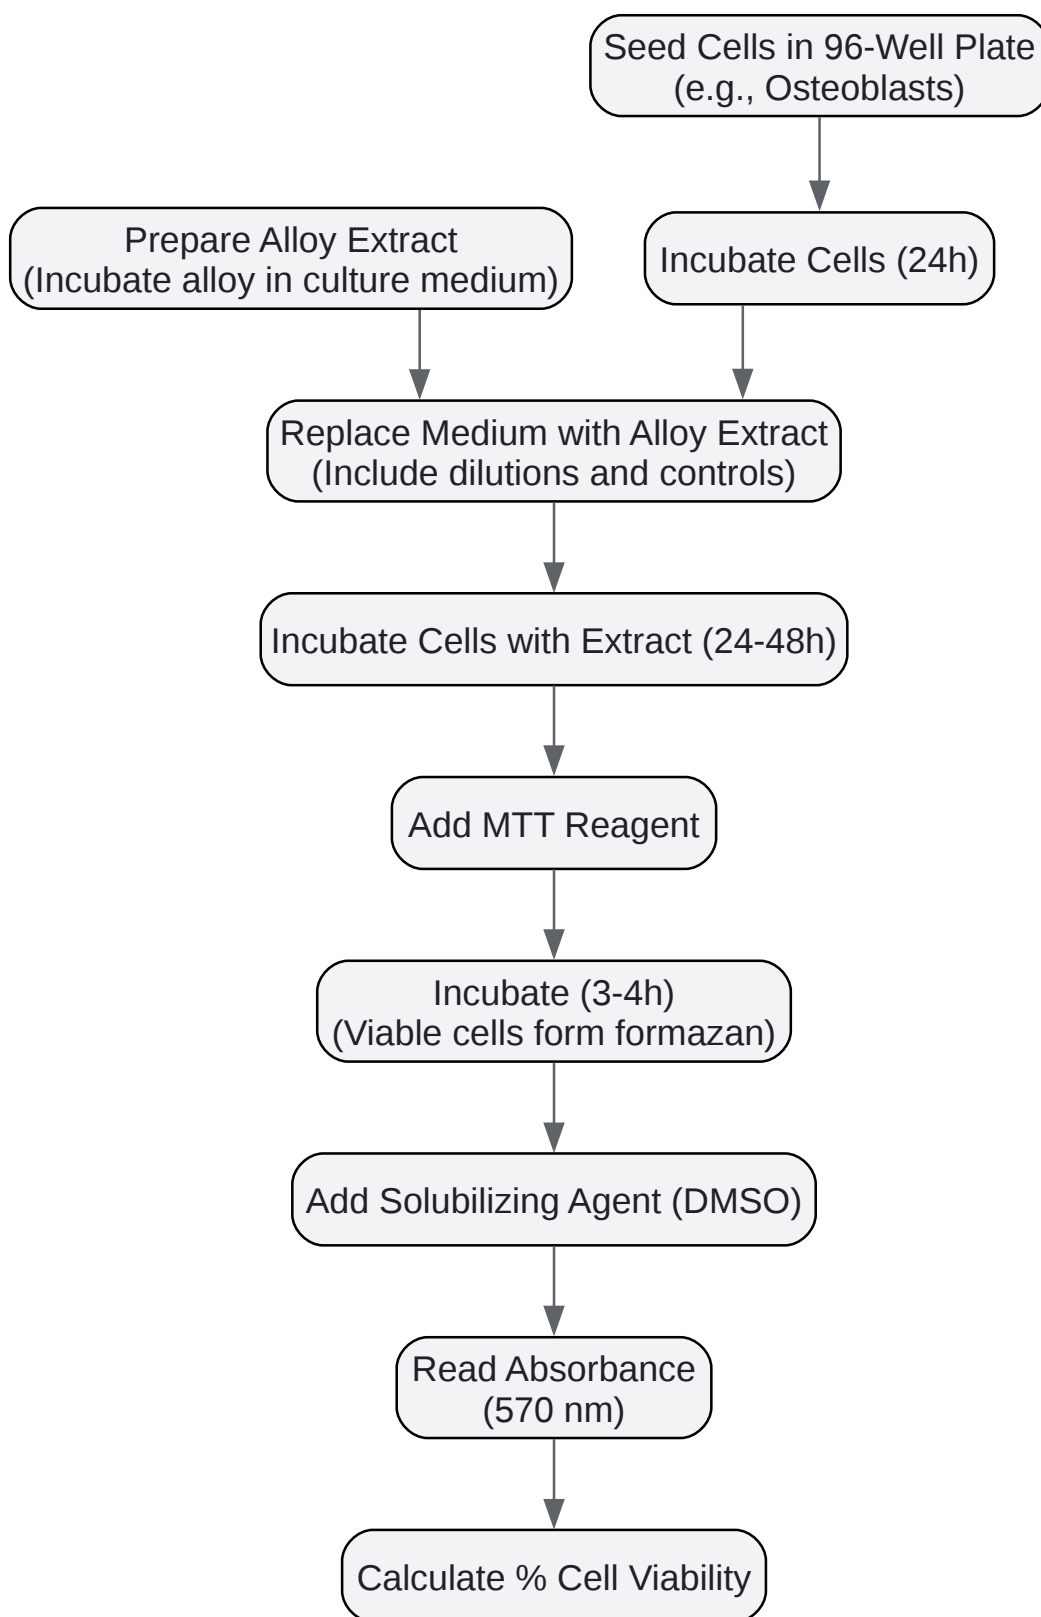 Seed Cells in 96-Well Plate
(e.g., Osteoblasts)
Prepare Alloy Extract
(Incubate alloy in culture medium)
Incubate Cells (24h)
Replace Medium with Alloy Extract
(Include dilutions and controls)
Incubate Cells with Extract (24-48h)
Add MTT Reagent
Incubate (3-4h)
(Viable cells form formazan)
Add Solubilizing Agent (DMSO)
Read Absorbance
(570 nm)
Calculate % Cell Viability